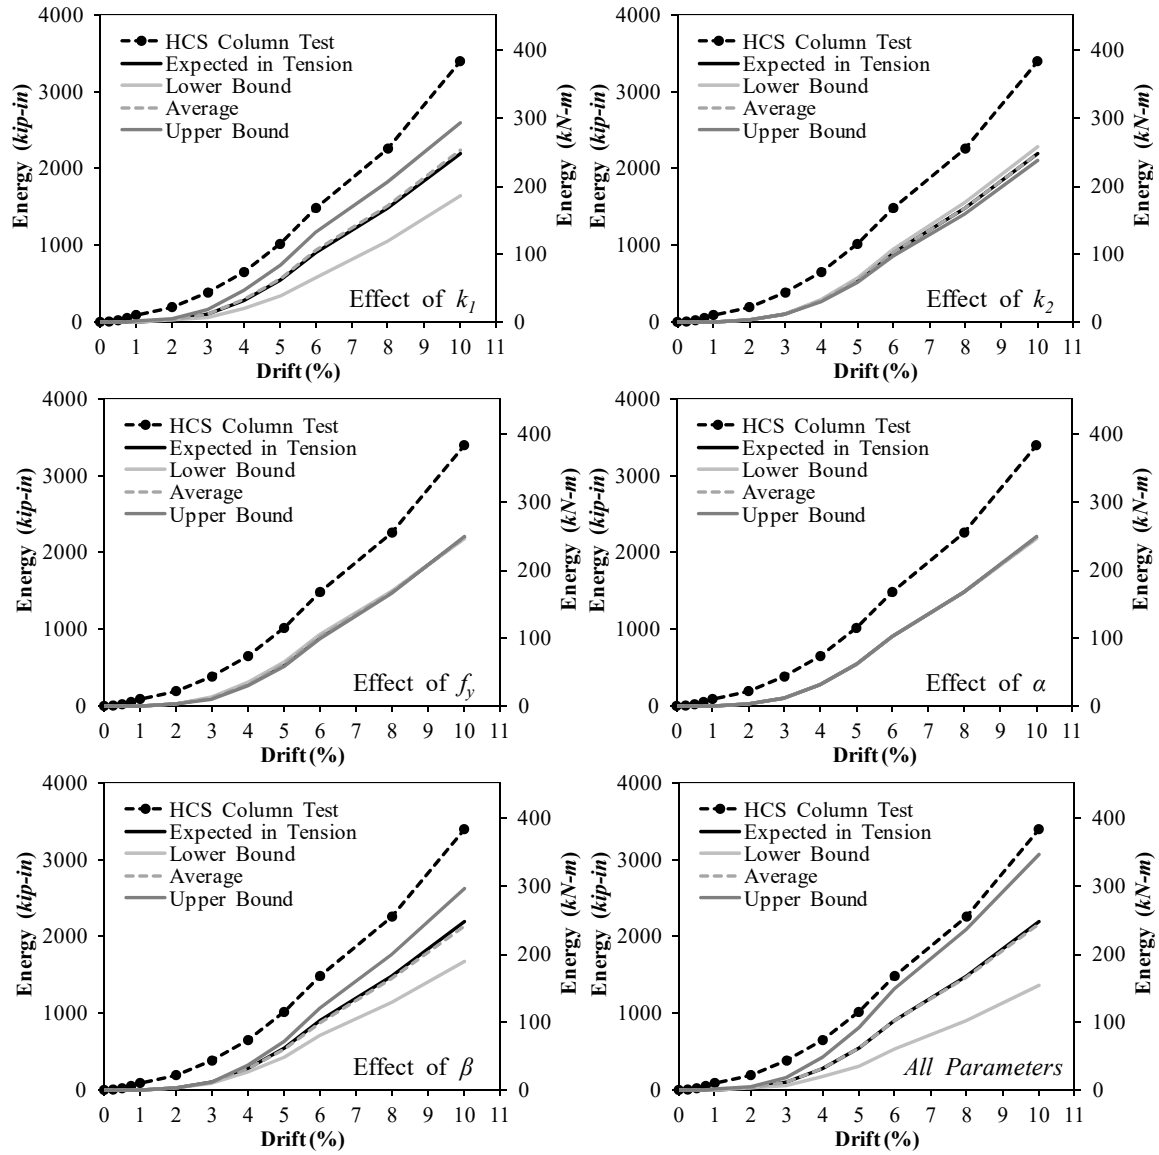 4000
3000
2000
1000
0
Energy (kip-in)
HCS Column Test
Expected in Tension
Lower Bound
Average
Upper Bound
Effect of k1
400
300
200
100
0
Energy (kN-m)
0 1 2 3 4 5 6 7 8 9 10 11
Drift (%)
4000
3000
2000
1000
0
Energy (kip-in)
HCS Column Test
Expected in Tension
Lower Bound
Average
Upper Bound
Effect of k2
400
300
200
100
0
Energy (kN-m)
0 1 2 3 4 5 6 7 8 9 10 11
Drift (%)
4000
3000
2000
1000
0
Energy (kip-in)
HCS Column Test
Expected in Tension
Lower Bound
Average
Upper Bound
Effect of fy
400
300
200
100
0
Energy (kN-m)
0 1 2 3 4 5 6 7 8 9 10 11
Drift (%)
4000
3000
2000
1000
0
Energy (kip-in)
HCS Column Test
Expected in Tension
Lower Bound
Average
Upper Bound
Effect of α
400
300
200
100
0
Energy (kN-m)
0 1 2 3 4 5 6 7 8 9 10 11
Drift (%)
4000
3000
2000
1000
0
Energy (kip-in)
HCS Column Test
Expected in Tension
Lower Bound
Average
Upper Bound
Effect of β
400
300
200
100
0
Energy (kN-m)
0 1 2 3 4 5 6 7 8 9 10 11
Drift (%)
4000
3000
2000
1000
0
Energy (kip-in)
HCS Column Test
Expected in Tension
Lower Bound
Average
Upper Bound
All Parameters
400
300
200
100
0
Energy (kN-m)
0 1 2 3 4 5 6 7 8 9 10 11
Drift (%)